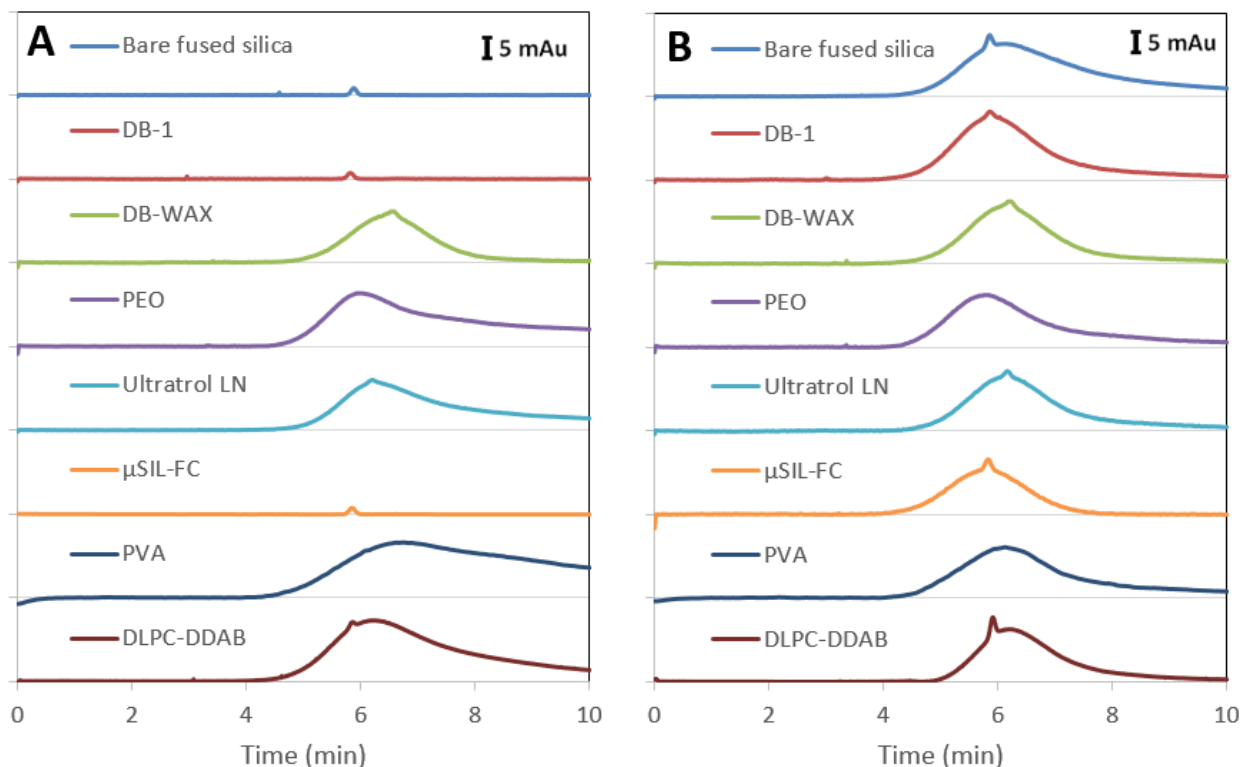 A
Bare fused silica
5 mAu
DB-1
DB-WAX
PEO
Ultratrol LN
µSIL-FC
PVA
DLPC-DDAB
0 2 4 6 8 10
Time (min)
B
Bare fused silica
5 mAu
DB-1
DB-WAX
PEO
Ultratrol LN
µSIL-FC
PVA
DLPC-DDAB
0 2 4 6 8 10
Time (min)